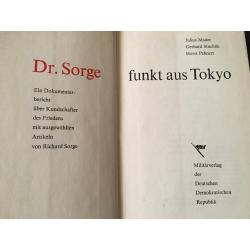 Julius Mader
Gerhard Stuchlik
Horst Pehnert
Dr. Sorge funkt aus Tokyo
Ein Dokumentar-
bericht
über Kundschafter
des Friedens
mit ausgewählten
Artikeln
von Richard Sorge
Militärverlag
der
Deutschen
Demokratischen
Republik